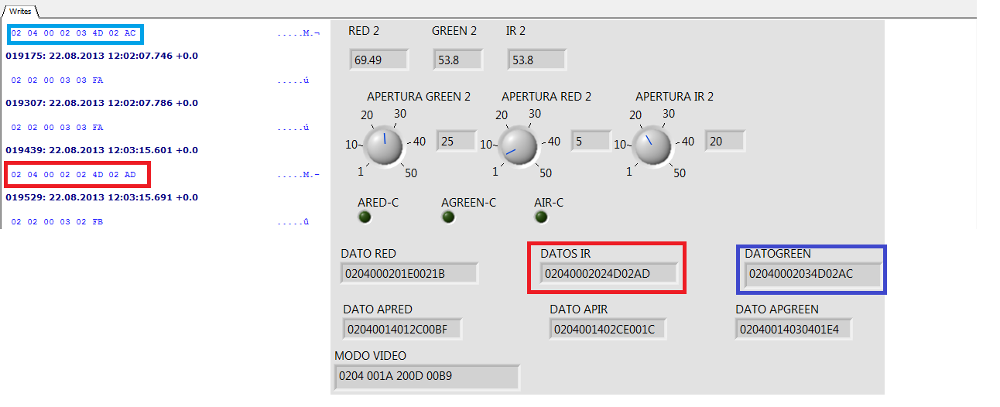 Writes
02 04 00 02 03 4D 02 AC .....M.¬
019175: 22.08.2013 12:02:07.746 +0.0
02 02 00 03 03 FA .....ú
019307: 22.08.2013 12:02:07.786 +0.0
02 02 00 03 03 FA .....ú
019439: 22.08.2013 12:03:15.601 +0.0
02 04 00 02 02 4D 02 AD .....M.-
019529: 22.08.2013 12:03:15.691 +0.0
02 02 00 03 02 FB .....û
RED 2 GREEN 2 IR 2
69.49 53.8 53.8
APERTURA GREEN 2 APERTURA RED 2 APERTURA IR 2
20 30 20 30 20 30
10 40 25 10 40 5 10 40 20
1 50 1 50 1 50
ARED-C AGREEN-C AIR-C
DATO RED DATOS IR DATOGREEN
0204000201E0021B 02040002024D02AD 02040002034D02AC
DATO APRED DATO APIR DATO APGREEN
02040014012C00BF 0204001402CE001C 02040014030401E4
MODO VIDEO
0204 001A 200D 00B9